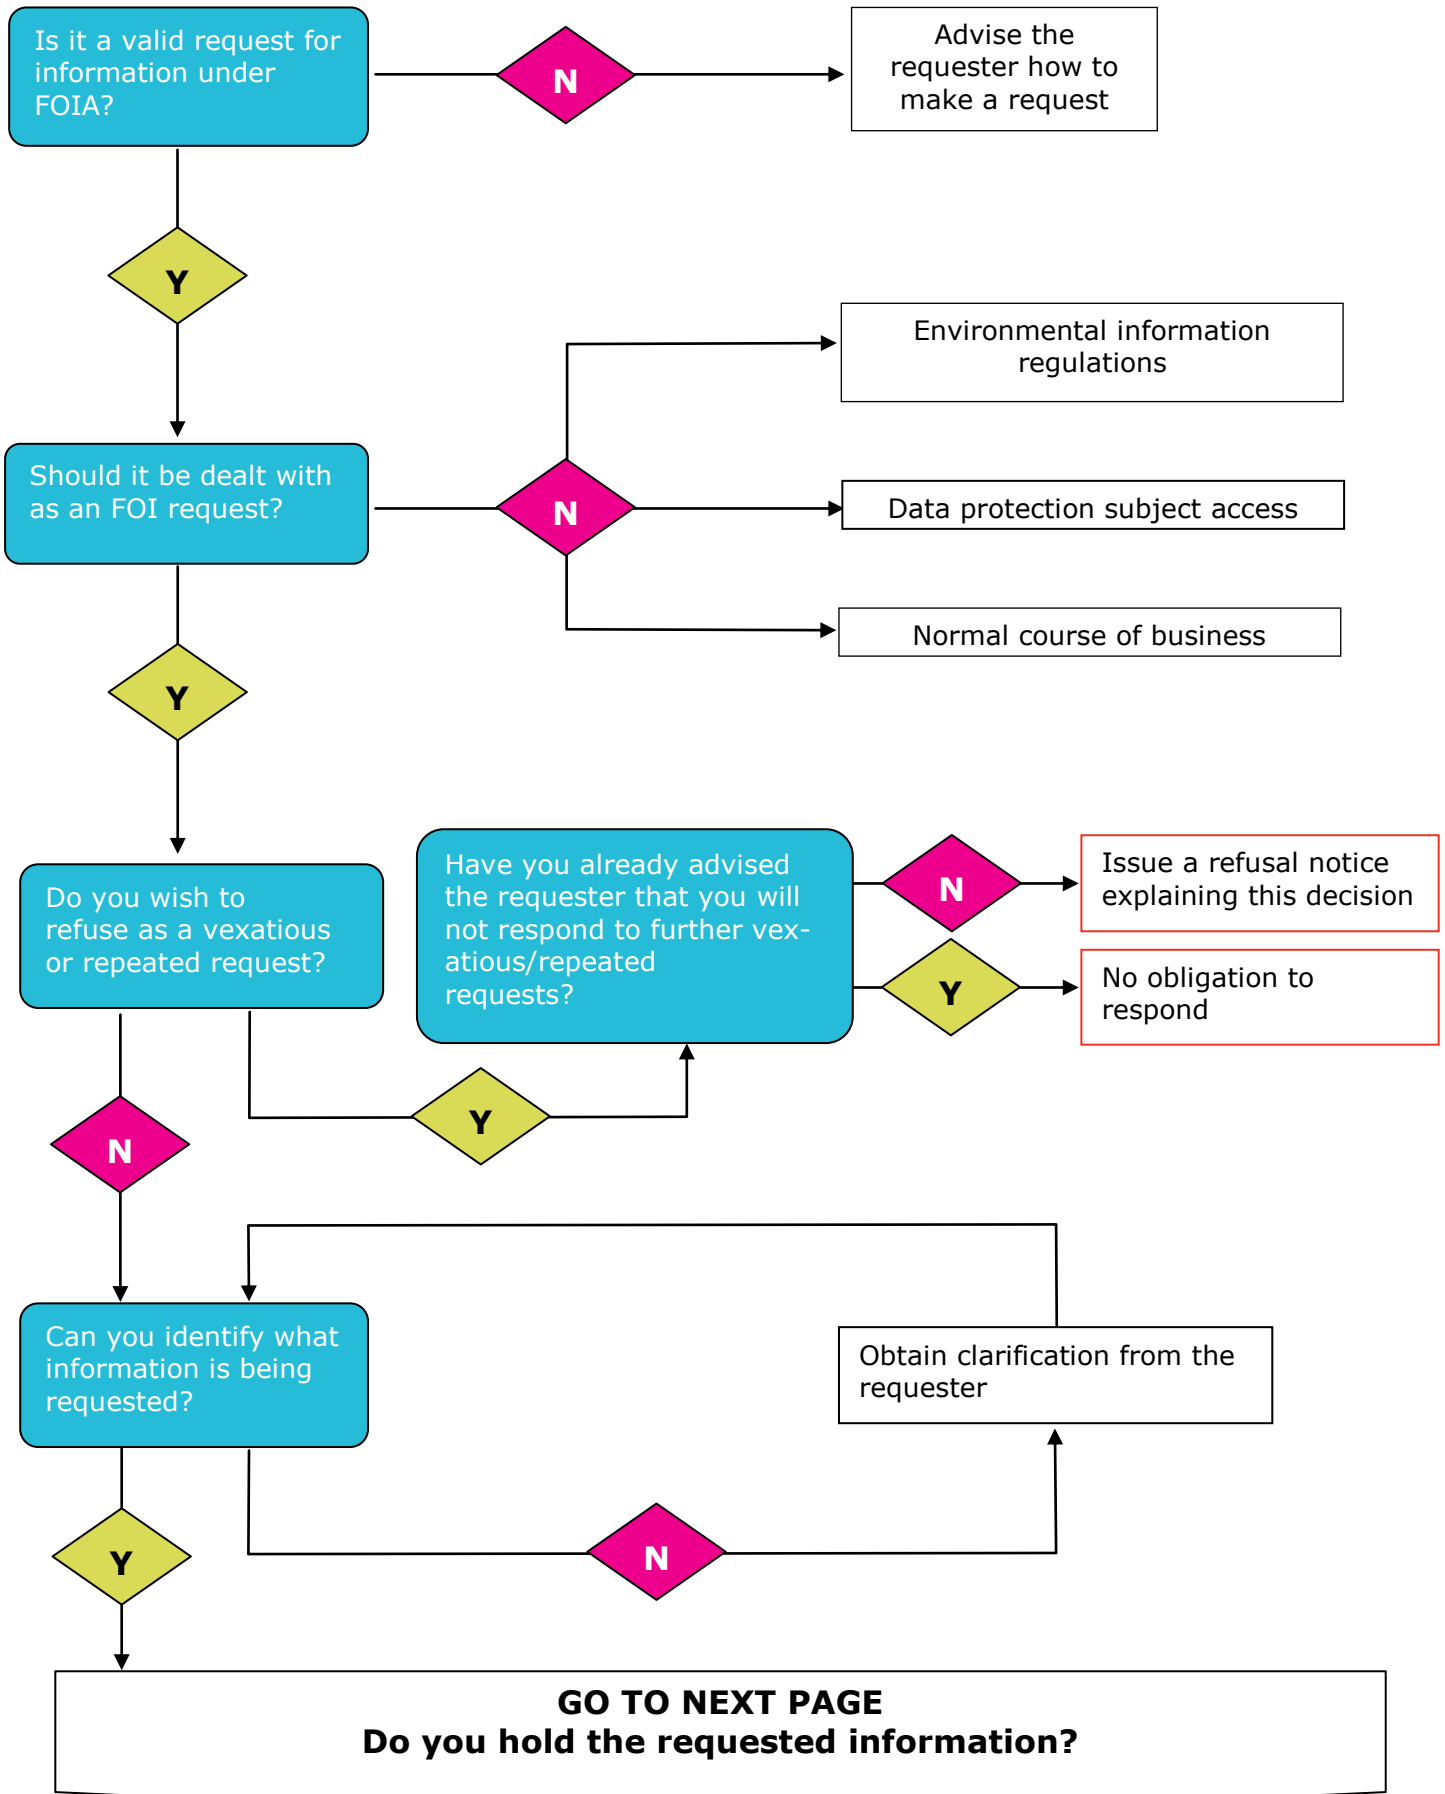 Is it a valid request for
information under
FOIA?
N
Advise the
requester how to
make a request
Y
Environmental information
regulations
Should it be dealt with
as an FOI request?
N
Data protection subject access
Normal course of business
Y
Do you wish to
refuse as a vexatious
or repeated request?
Have you already advised
the requester that you will
not respond to further vex-
atious/repeated
requests?
N
Issue a refusal notice
explaining this decision
Y
No obligation to
respond
Y
N
Can you identify what
information is being
requested?
Obtain clarification from the
requester
Y
N
GO TO NEXT PAGE
Do you hold the requested information?